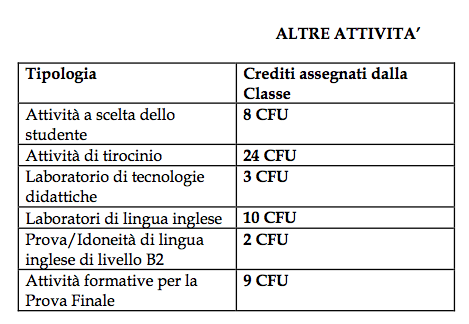 ALTRE ATTIVITA'
Tipologia
Crediti assegnati dalla
Classe
Attività a scelta dello
studente
8 CFU
Attività di tirocinio
24 CFU
Laboratorio di tecnologie
didattiche
3 CFU
Laboratori di lingua inglese
10 CFU
Prova/Idoneità di lingua
inglese di livello B2
2 CFU
Attività formative per la
Prova Finale
9 CFU